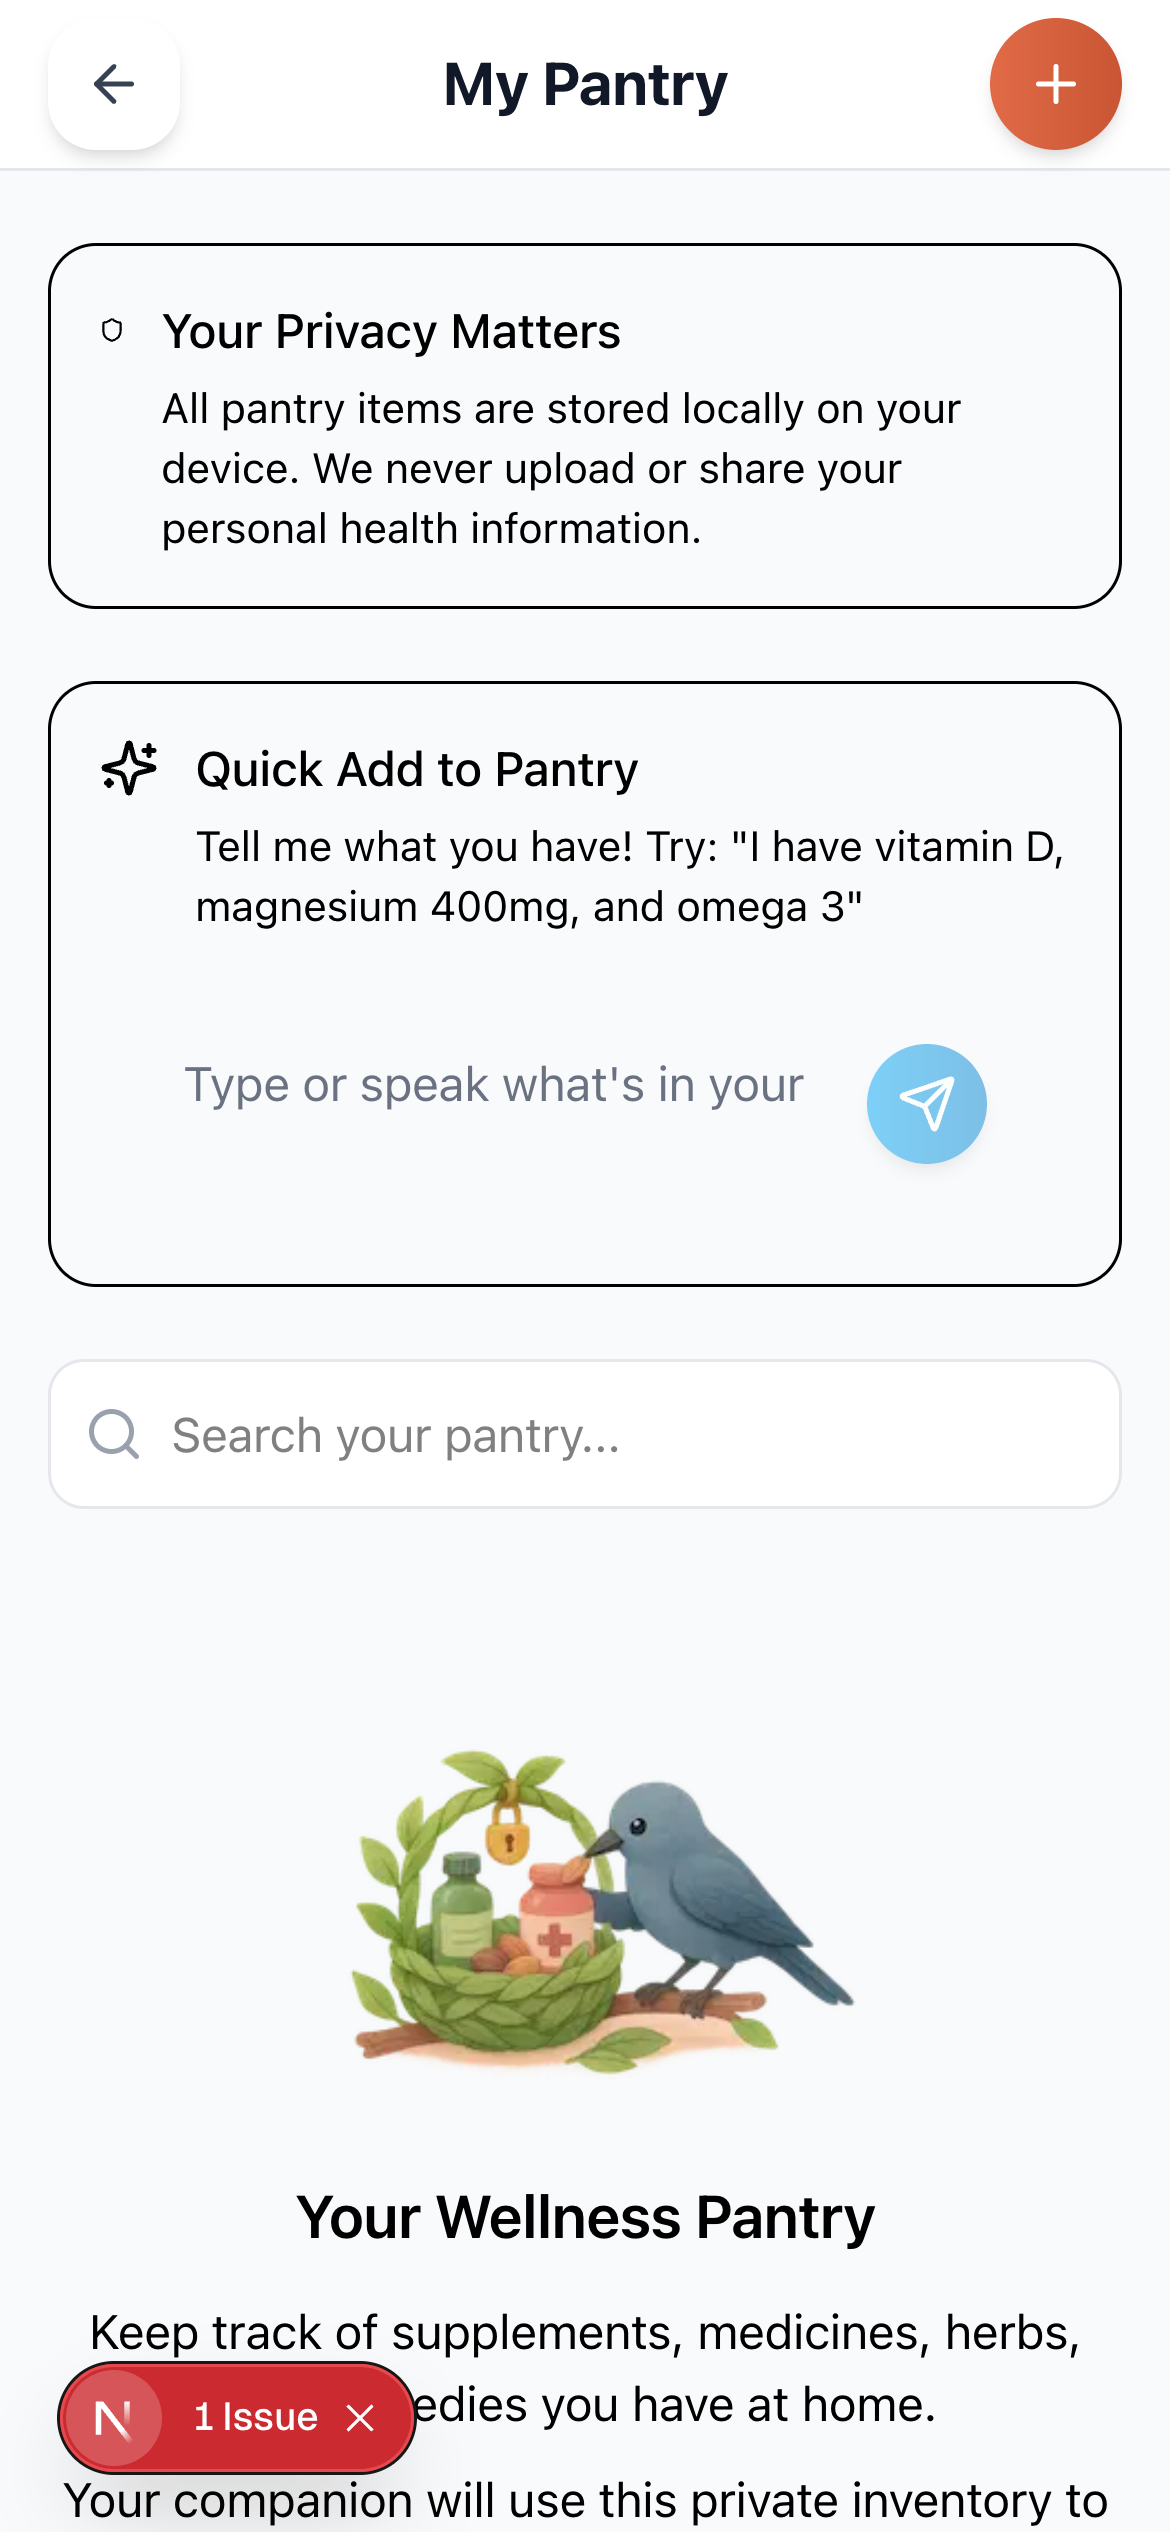 My Pantry
Your Privacy Matters
All pantry items are stored locally on your
device. We never upload or share your
personal health information.
Quick Add to Pantry
Tell me what you have! Try: "I have vitamin D,
magnesium 400mg, and omega 3"
Type or speak what's in your
Search your pantry...
Your Wellness Pantry
Keep track of supplements, medicines, herbs,
edies you have at home.
N 1 Issue
Your companion will use this private inventory to